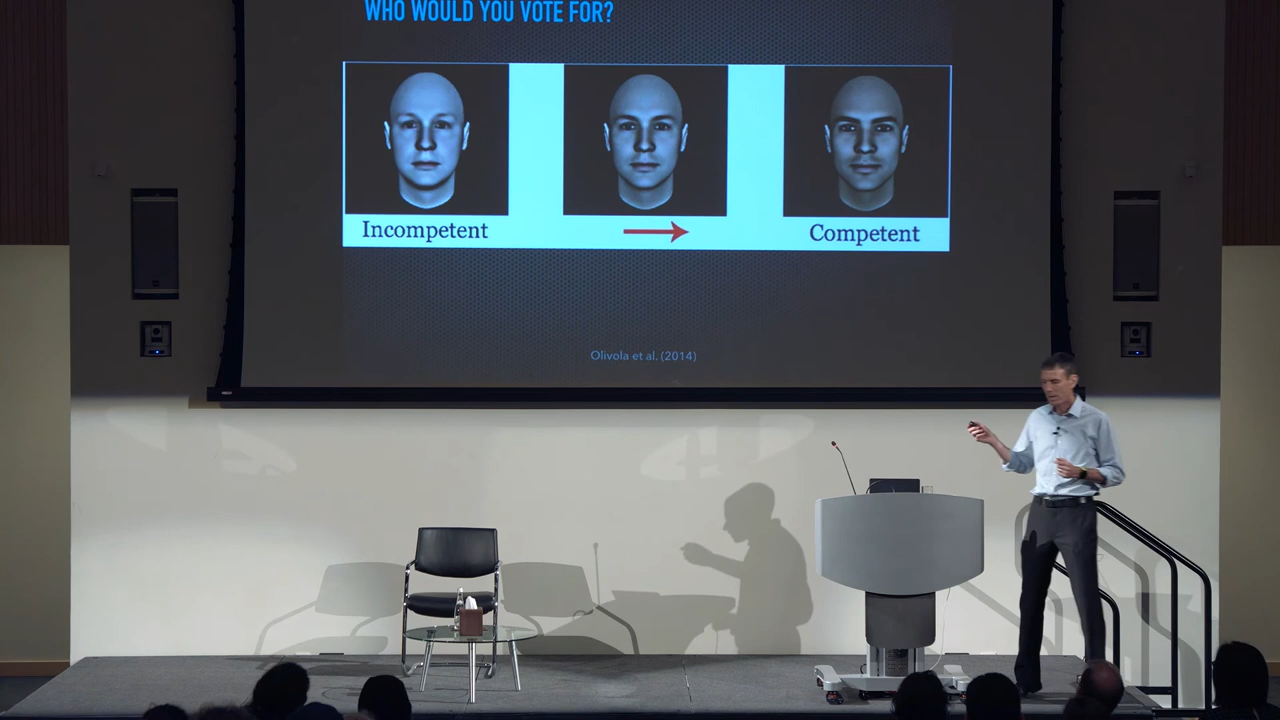 WHO WOULD YOU VOTE FOR?
Incompetent
Competent
Olivola et al. (2014)